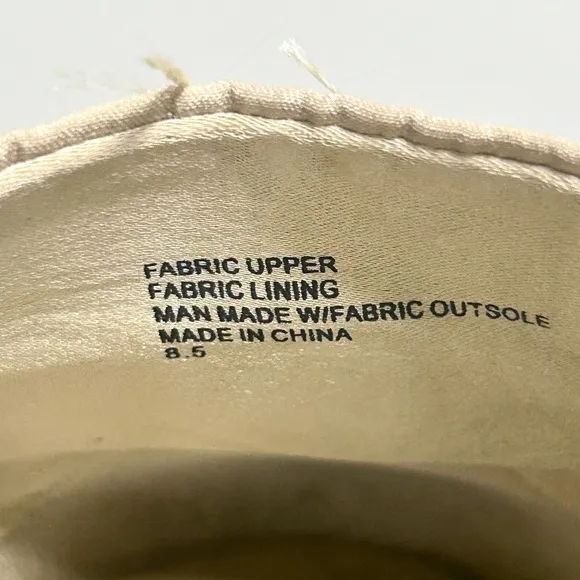 FABRIC UPPER
FABRIC LINING
MAN MADE W/FABRIC OUTSOLE
MADE IN CHINA
8.5